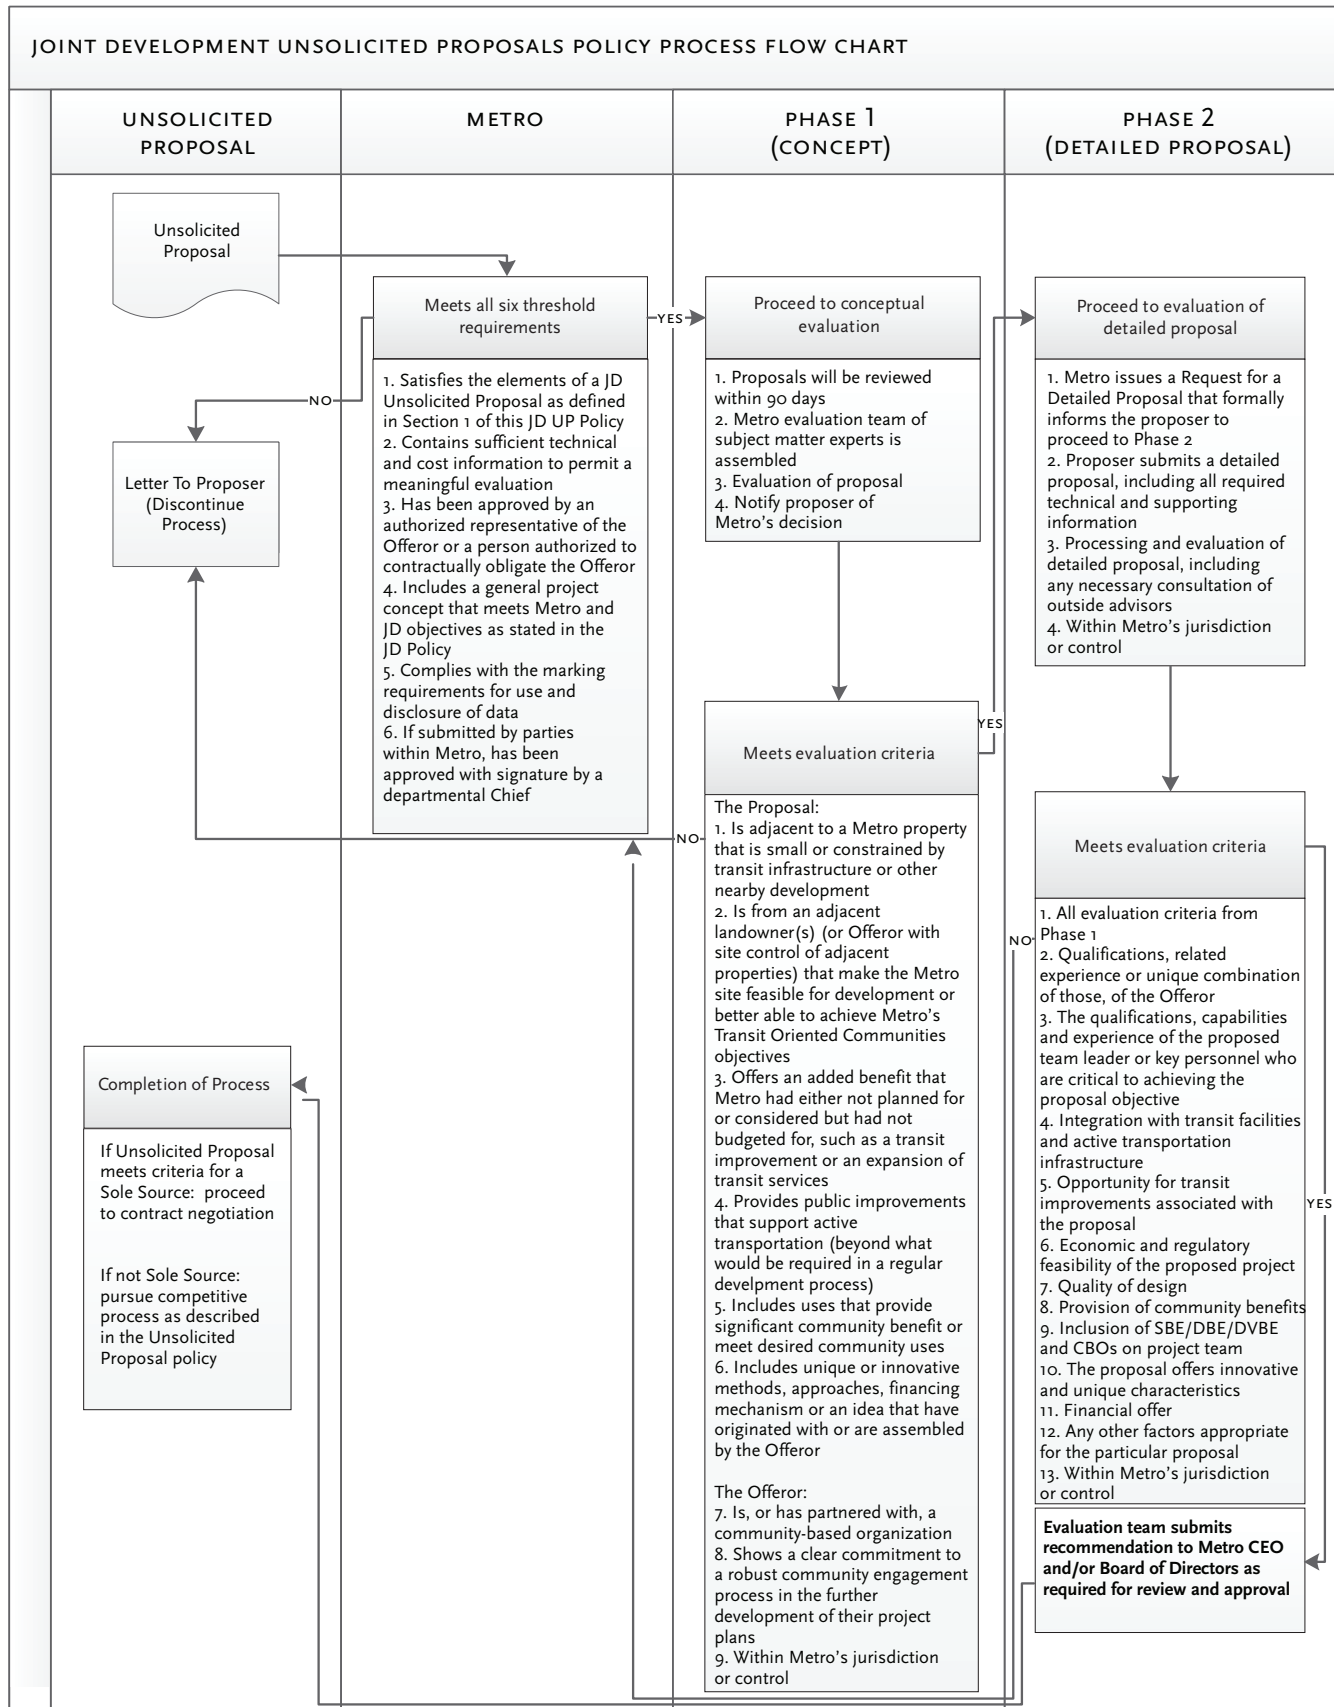 JOINT DEVELOPMENT UNSOLICITED PROPOSALS POLICY PROCESS FLOW CHART
UNSOLICITED
PROPOSAL
METRO
PHASE 1
(CONCEPT)
PHASE 2
(DETAILED PROPOSAL)
Unsolicited
Proposal
Meets all six threshold
requirements
YES
NO
1. Satisfies the elements of a JD
Unsolicited Proposal as defined
in Section 1 of this JD UP Policy
2. Contains sufficient technical
and cost information to permit a
meaningful evaluation
3. Has been approved by an
authorized representative of the
Offeror or a person authorized to
contractually obligate the Offeror
4. Includes a general project
concept that meets Metro and
JD objectives as stated in the
JD Policy
5. Complies with the marking
requirements for use and
disclosure of data
6. If submitted by parties
within Metro, has been
approved with signature by a
departmental Chief
Letter To Proposer
(Discontinue
Process)
Proceed to conceptual
evaluation
1. Proposals will be reviewed
within 90 days
2. Metro evaluation team of
subject matter experts is
assembled
3. Evaluation of proposal
4. Notify proposer of
Metro's decision
Meets evaluation criteria
YES
NO
The Proposal:
1. Is adjacent to a Metro property
that is small or constrained by
transit infrastructure or other
nearby development
2. Is from an adjacent
landowner(s) (or Offeror with
site control of adjacent
properties) that make the Metro
site feasible for development or
better able to achieve Metro's
Transit Oriented Communities
objectives
3. Offers an added benefit that
Metro had either not planned for
or considered but had not
budgeted for, such as a transit
improvement or an expansion of
transit services
4. Provides public improvements
that support active
transportation (beyond what
would be required in a regular
develpment process)
5. Includes uses that provide
significant community benefit or
meet desired community uses
6. Includes unique or innovative
methods, approaches, financing
mechanism or an idea that have
originated with or are assembled
by the Offeror
The Offeror:
7. Is, or has partnered with, a
community-based organization
8. Shows a clear commitment to
a robust community engagement
process in the further
development of their project
plans
9. Within Metro's jurisdiction
or control
Proceed to evaluation of
detailed proposal
1. Metro issues a Request for a
Detailed Proposal that formally
informs the proposer to
proceed to Phase 2
2. Proposer submits a detailed
proposal, including all required
technical and supporting
information
3. Processing and evaluation of
detailed proposal, including
any necessary consultation of
outside advisors
4. Within Metro's jurisdiction
or control
Meets evaluation criteria
NO
YES
1. All evaluation criteria from
Phase 1
2. Qualifications, related
experience or unique combination
of those, of the Offeror
3. The qualifications, capabilities
and experience of the proposed
team leader or key personnel who
are critical to achieving the
proposal objective
4. Integration with transit facilities
and active transportation
infrastructure
5. Opportunity for transit
improvements associated with
the proposal
6. Economic and regulatory
feasibility of the proposed project
7. Quality of design
8. Provision of community benefits
9. Inclusion of SBE/DBE/DVBE
and CBOs on project team
10. The proposal offers innovative
and unique characteristics
11. Financial offer
12. Any other factors appropriate
for the particular proposal
13. Within Metro's jurisdiction
or control
Evaluation team submits
recommendation to Metro CEO
and/or Board of Directors as
required for review and approval
Completion of Process
If Unsolicited Proposal
meets criteria for a
Sole Source: proceed
to contract negotiation
If not Sole Source:
pursue competitive
process as described
in the Unsolicited
Proposal policy